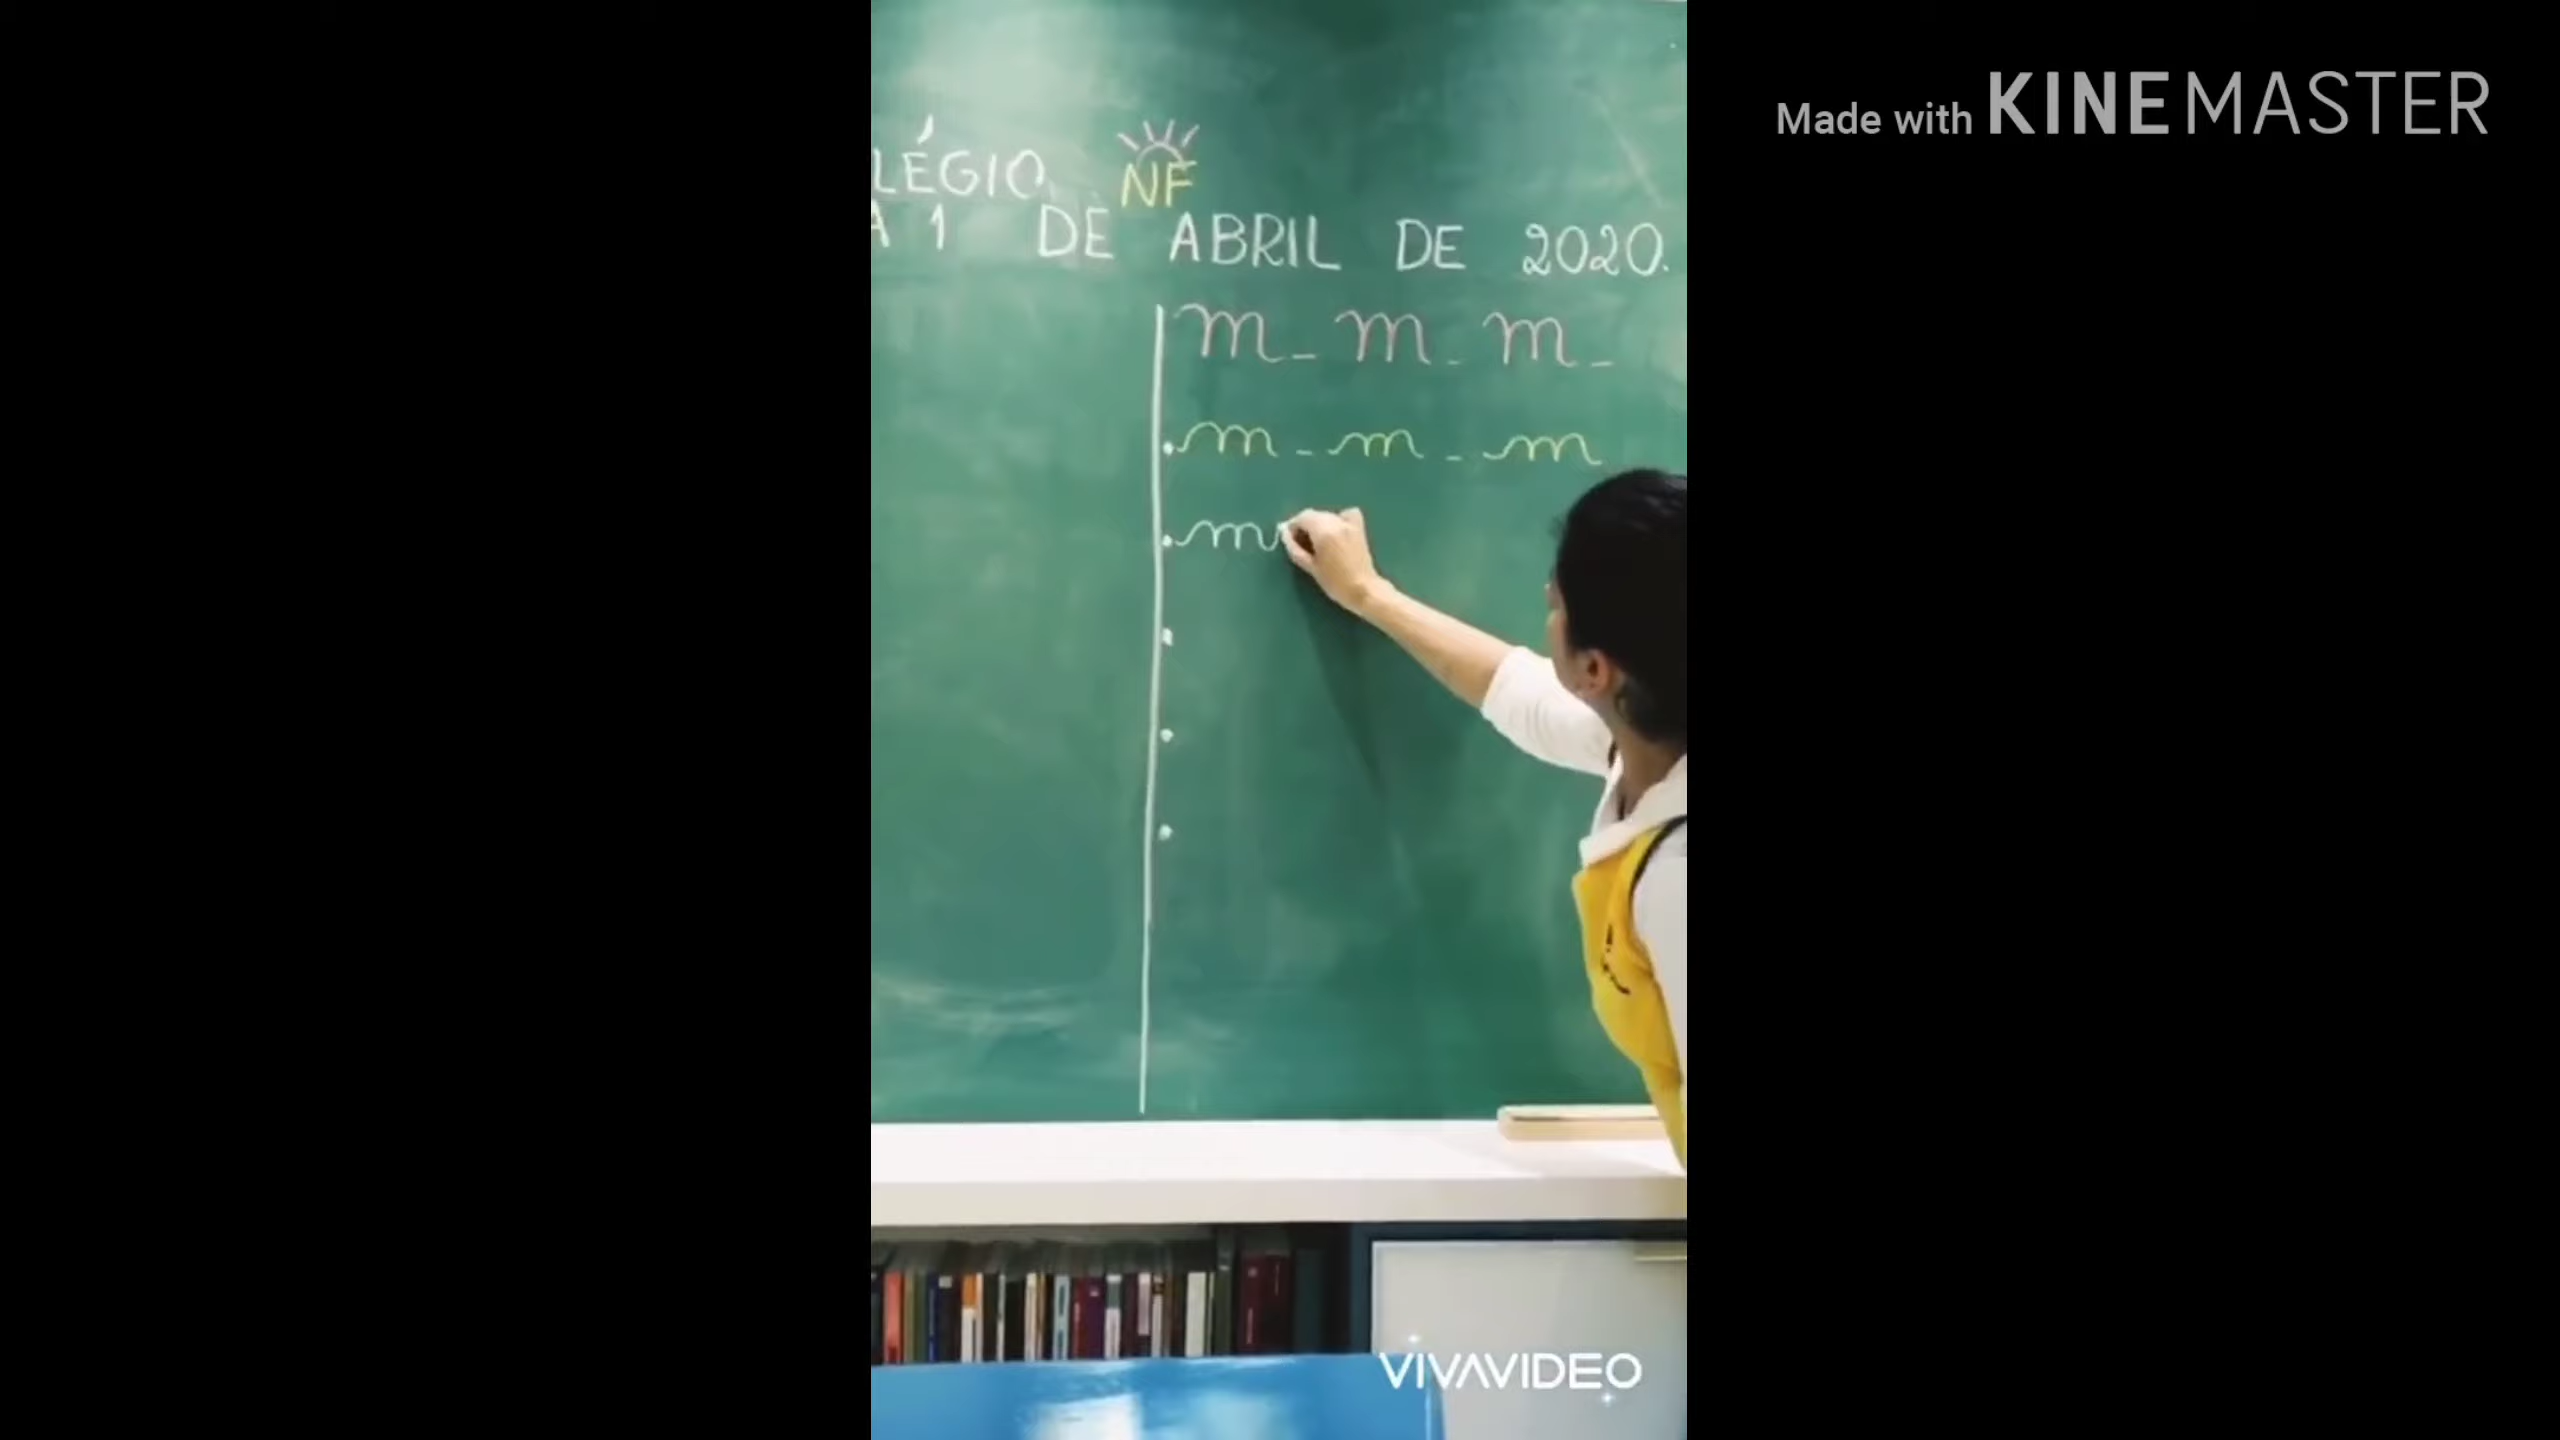 Made with KINEMASTER
LÉGIO NF
A 1 DE ABRIL DE 2020.
m - m - m -
m - m - m
m
VIVAVIDEO